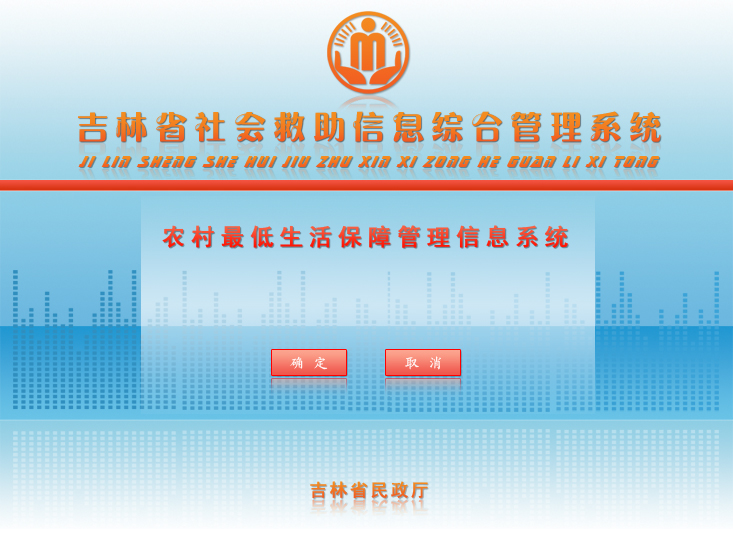 吉林省社会救助信息综合管理系统
JI LIN SHENG SHE HUI JIU ZHU XIN XI ZONG HE GUAN LI XI TONG
农村最低生活保障管理信息系统
确 定 取 消
吉林省民政厅